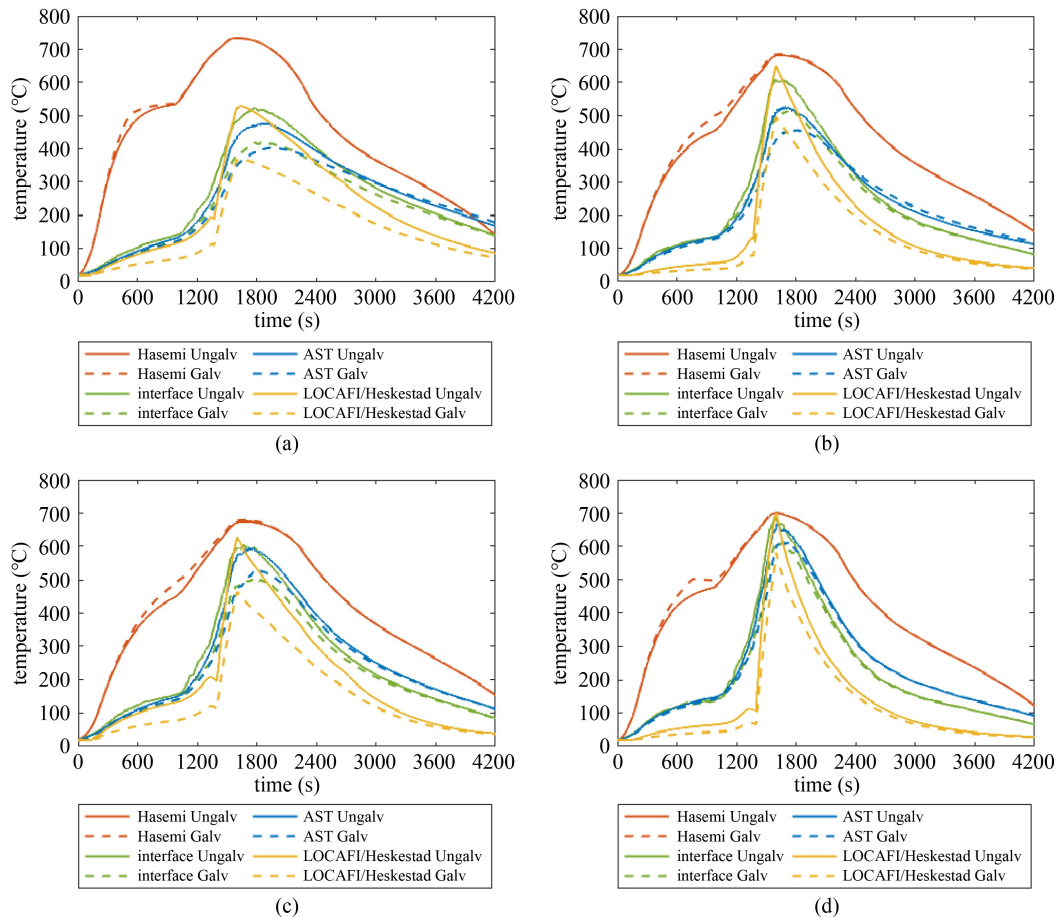 800
700
600
500
400
300
200
100
0
temperature (°C)
0 600 1200 1800 2400 3000 3600 4200
time (s)
Hasemi Ungalv AST Ungalv
Hasemi Galv AST Galv
interface Ungalv LOCAFI/Heskestad Ungalv
interface Galv LOCAFI/Heskestad Galv
(a)
800
700
600
500
400
300
200
100
0
temperature (°C)
0 600 1200 1800 2400 3000 3600 4200
time (s)
Hasemi Ungalv AST Ungalv
Hasemi Galv AST Galv
interface Ungalv LOCAFI/Heskestad Ungalv
interface Galv LOCAFI/Heskestad Galv
(b)
800
700
600
500
400
300
200
100
0
temperature (°C)
0 600 1200 1800 2400 3000 3600 4200
time (s)
Hasemi Ungalv AST Ungalv
Hasemi Galv AST Galv
interface Ungalv LOCAFI/Heskestad Ungalv
interface Galv LOCAFI/Heskestad Galv
(c)
800
700
600
500
400
300
200
100
0
temperature (°C)
0 600 1200 1800 2400 3000 3600 4200
time (s)
Hasemi Ungalv AST Ungalv
Hasemi Galv AST Galv
interface Ungalv LOCAFI/Heskestad Ungalv
interface Galv LOCAFI/Heskestad Galv
(d)